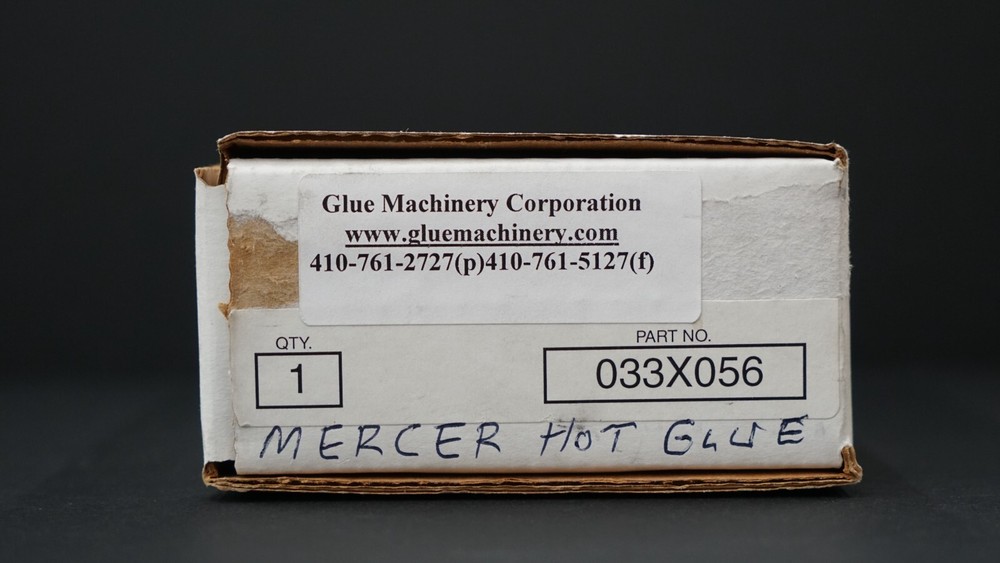 Glue Machinery Corporation
www.gluemachinery.com
410-761-2727(p)410-761-5127(f)
QTY.
1
PART NO.
033X056
MERCER HOT GLUE